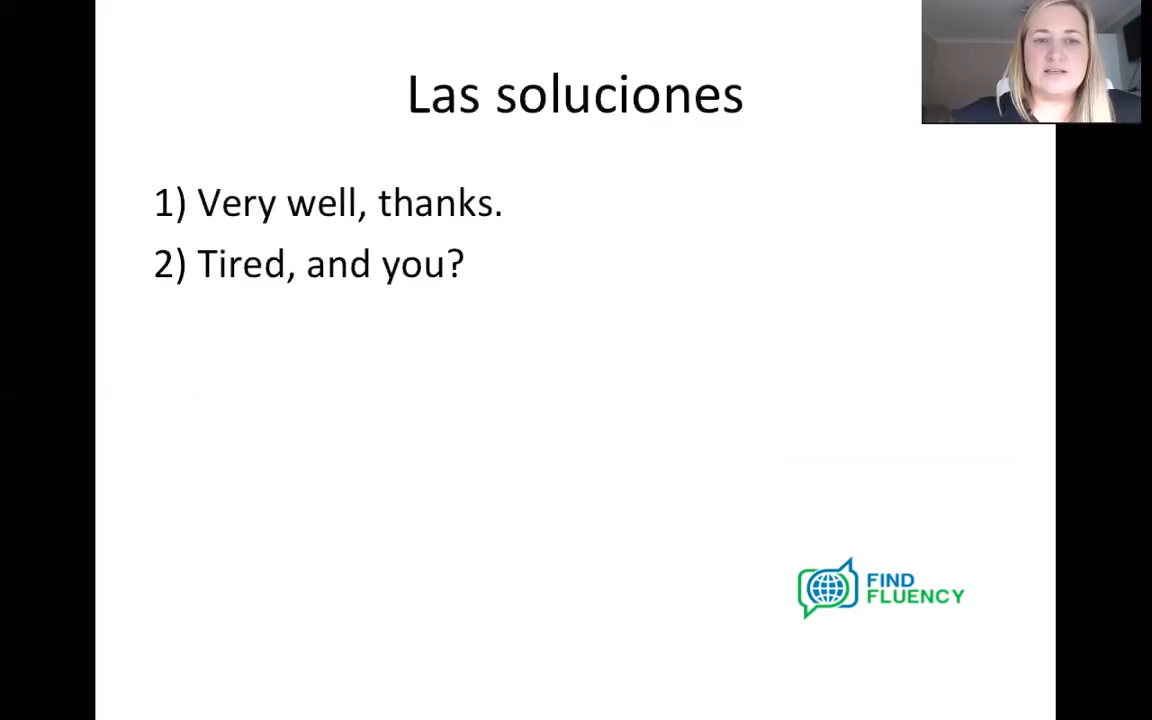 Las soluciones
1) Very well, thanks.
2) Tired, and you?
FIND
FLUENCY